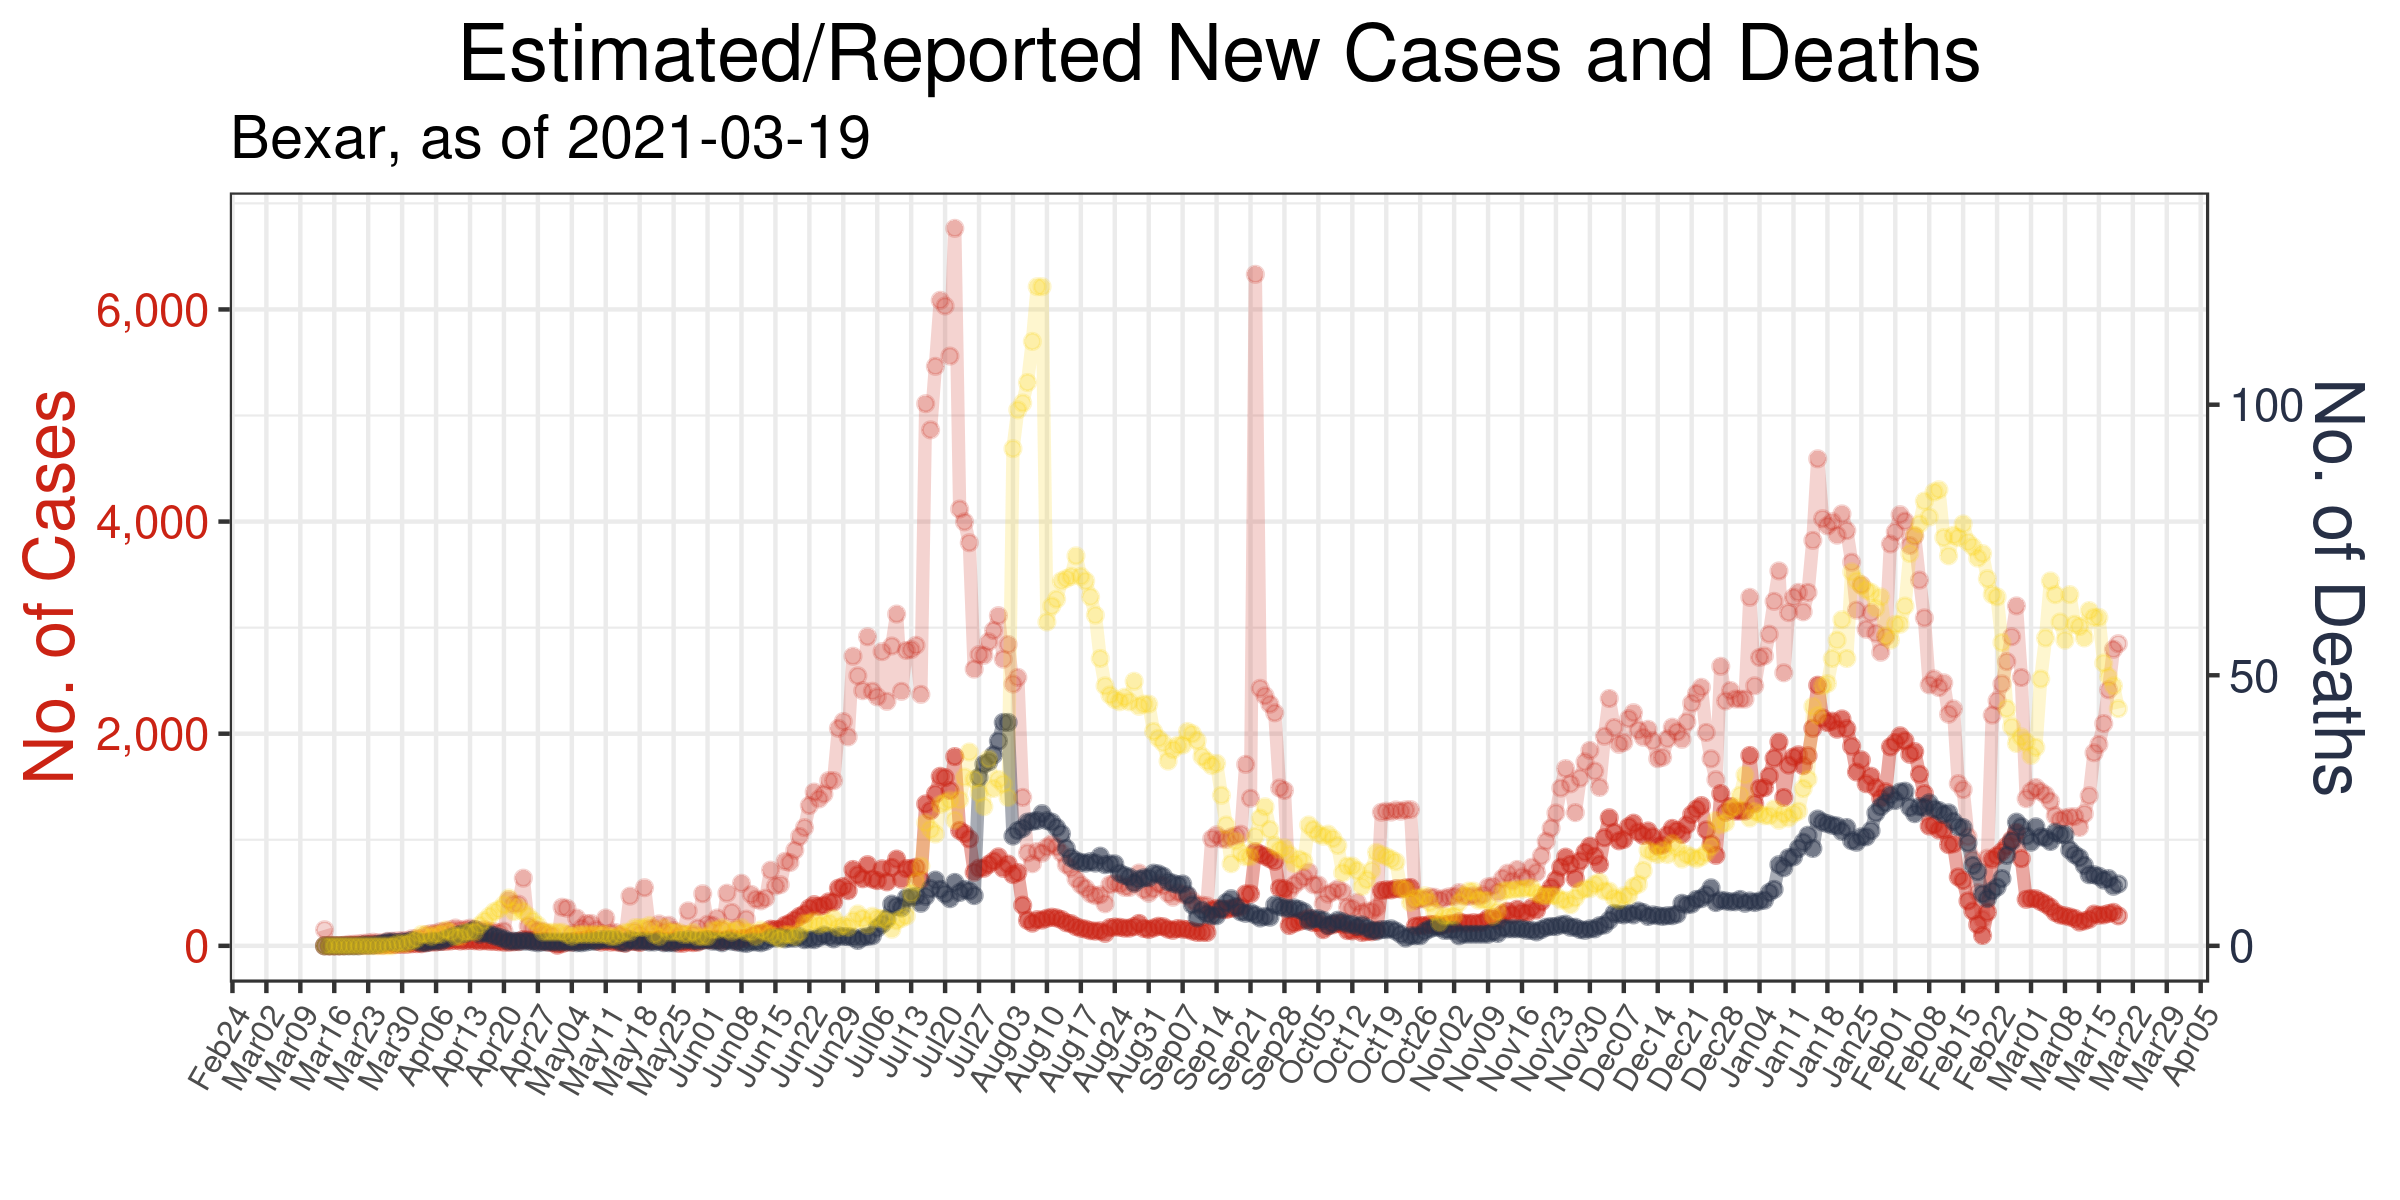 Estimated/Reported New Cases and Deaths
Bexar, as of 2021-03-19
No. of Cases
6,000
4,000
2,000
0
100
50
0
No. of Deaths
Feb24
Mar02
Mar09
Mar16
Mar23
Mar30
Apr06
Apr13
Apr20
Apr27
May04
May11
May18
May25
Jun01
Jun08
Jun15
Jun22
Jun29
Jul06
Jul13
Jul20
Jul27
Aug03
Aug10
Aug17
Aug24
Aug31
Sep07
Sep14
Sep21
Sep28
Oct05
Oct12
Oct19
Oct26
Nov02
Nov09
Nov16
Nov23
Nov30
Nov07
Dec14
Dec21
Dec28
Dec04
Jan11
Jan18
Jan25
Jan25
Feb01
Feb08
Feb15
Feb22
Mar01
Mar08
Mar15
Mar22
Mar29
Apr05